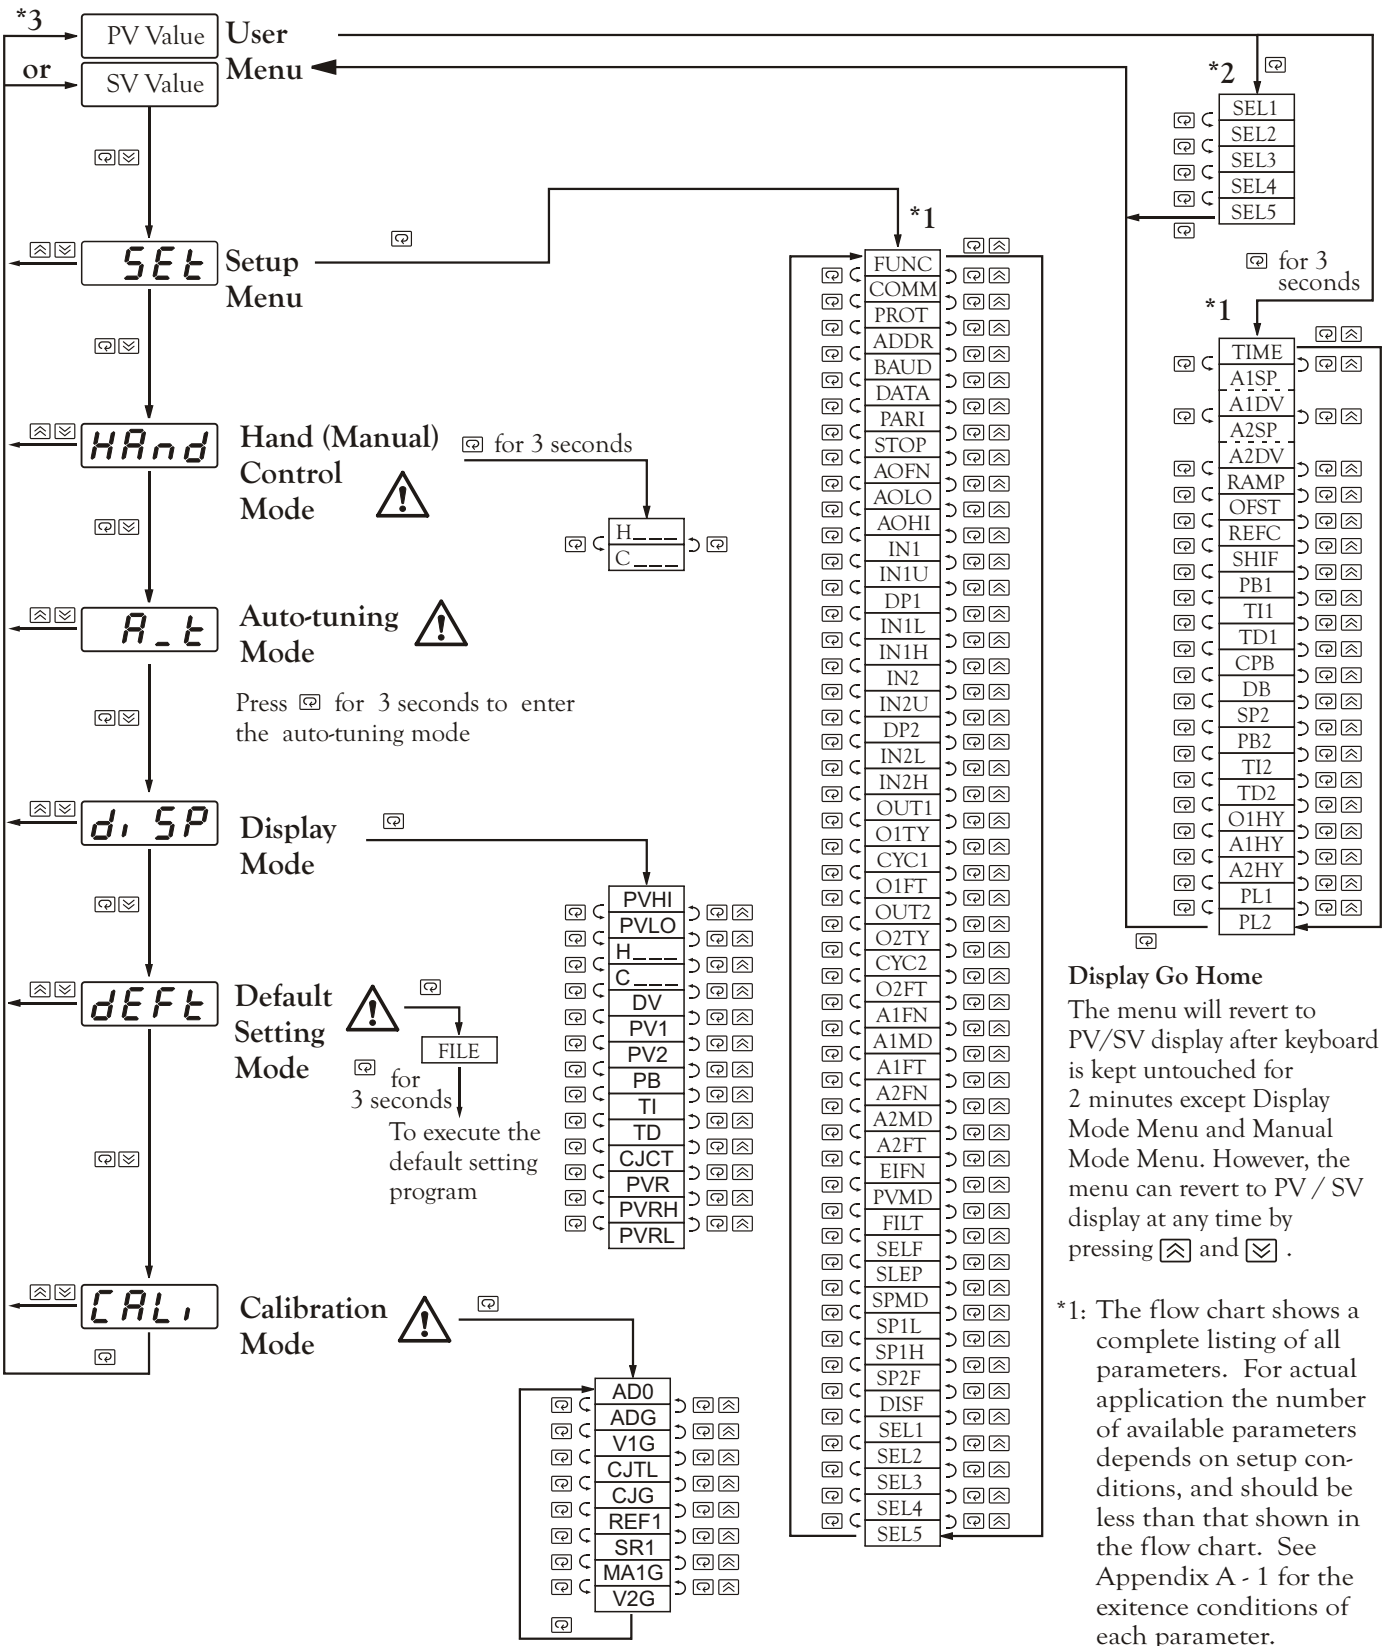 *3
PV Value
User
Menu
or
SV Value
SEt
Setup
Menu
HAnd
Hand (Manual)
Control
Mode
for 3 seconds
H___
C___
A_t
Auto-tuning
Mode
Press for 3 seconds to enter
the auto-tuning mode
di SP
Display
Mode
PVHI
PVLO
H___
C___
DV
PV1
PV2
PB
TI
TD
CJCT
PVR
PVRH
PVRL
dEFt
Default
Setting
Mode
FILE
for
3 seconds
To execute the
default setting
program
CALi
Calibration
Mode
AD0
ADG
V1G
CJTL
CJG
REF1
SR1
MA1G
V2G
*1
FUNC
COMM
PROT
ADDR
BAUD
DATA
PARI
STOP
AOFN
AOLO
AOHI
IN1
IN1U
DP1
IN1L
IN1H
IN2
IN2U
DP2
IN2L
IN2H
OUT1
O1TY
CYC1
O1FT
OUT2
O2TY
CYC2
O2FT
A1FN
A1MD
A1FT
A2FN
A2MD
A2FT
EIFN
PVMD
FILT
SELF
SLEP
SPMD
SP1L
SP1H
SP2F
DISF
SEL1
SEL2
SEL3
SEL4
SEL5
*2
SEL1
SEL2
SEL3
SEL4
SEL5
for 3
seconds
*1
TIME
A1SP
A1DV
A2SP
A2DV
RAMP
OFST
REFC
SHIF
PB1
TI1
TD1
CPB
DB
SP2
PB2
TI2
TD2
O1HY
A1HY
A2HY
PL1
PL2
Display Go Home
The menu will revert to
PV/SV display after keyboard
is kept untouched for
2 minutes except Display
Mode Menu and Manual
Mode Menu. However, the
menu can revert to PV / SV
display at any time by
pressing and .
*1: The flow chart shows a
complete listing of all
parameters. For actual
application the number
of available parameters
depends on setup con-
ditions, and should be
less than that shown in
the flow chart. See
Appendix A - 1 for the
exitence conditions of
each parameter.